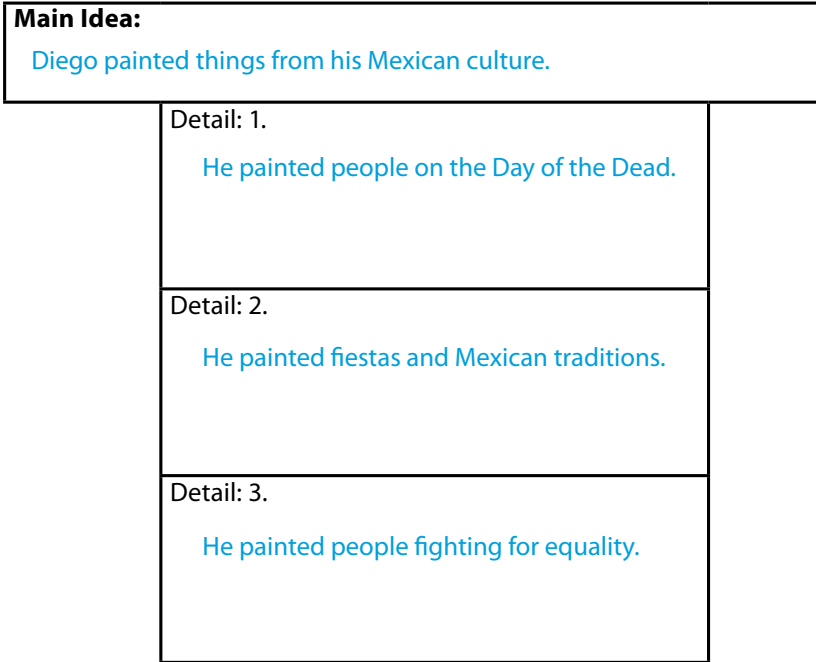 Main Idea:
Diego painted things from his Mexican culture.
Detail: 1.
He painted people on the Day of the Dead.
Detail: 2.
He painted fiestas and Mexican traditions.
Detail: 3.
He painted people fighting for equality.